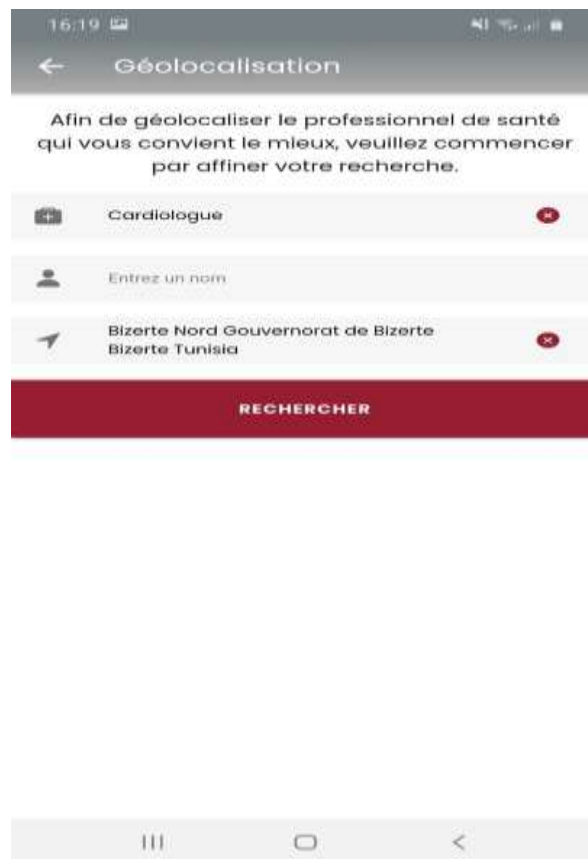 16:19
Géolocalisation
Afin de géolocaliser le professionnel de santé
qui vous convient le mieux, veuillez commencer
par affiner votre recherche.
Cardiologue
Entrez un nom
Bizerte Nord Gouvernorat de Bizerte
Bizerte Tunisia
RECHERCHER